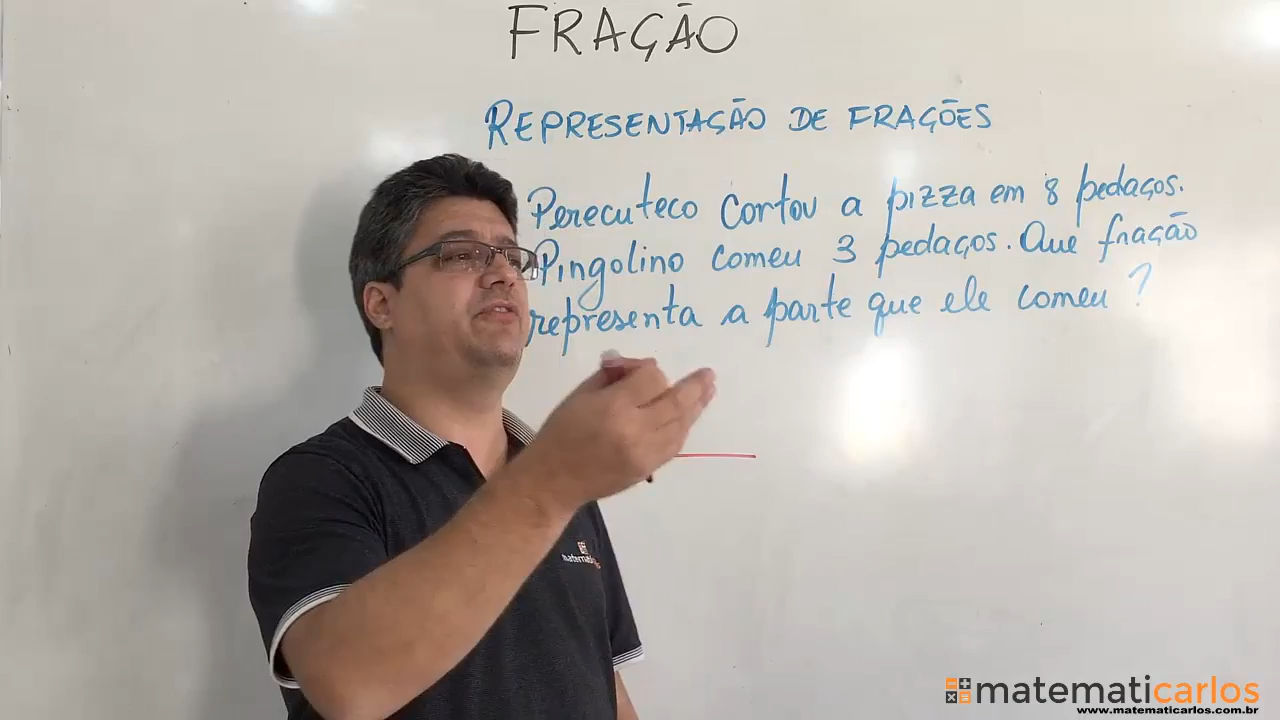 FRAÇÃO
REPRESENTAÇÃO DE FRAÇÕES
Perecuteco cortou a pizza em 8 pedaços.
Pingolino comeu 3 pedaços. Que fração
representa a parte que ele comeu?
matematicarlos
www.matematicarlos.com.br